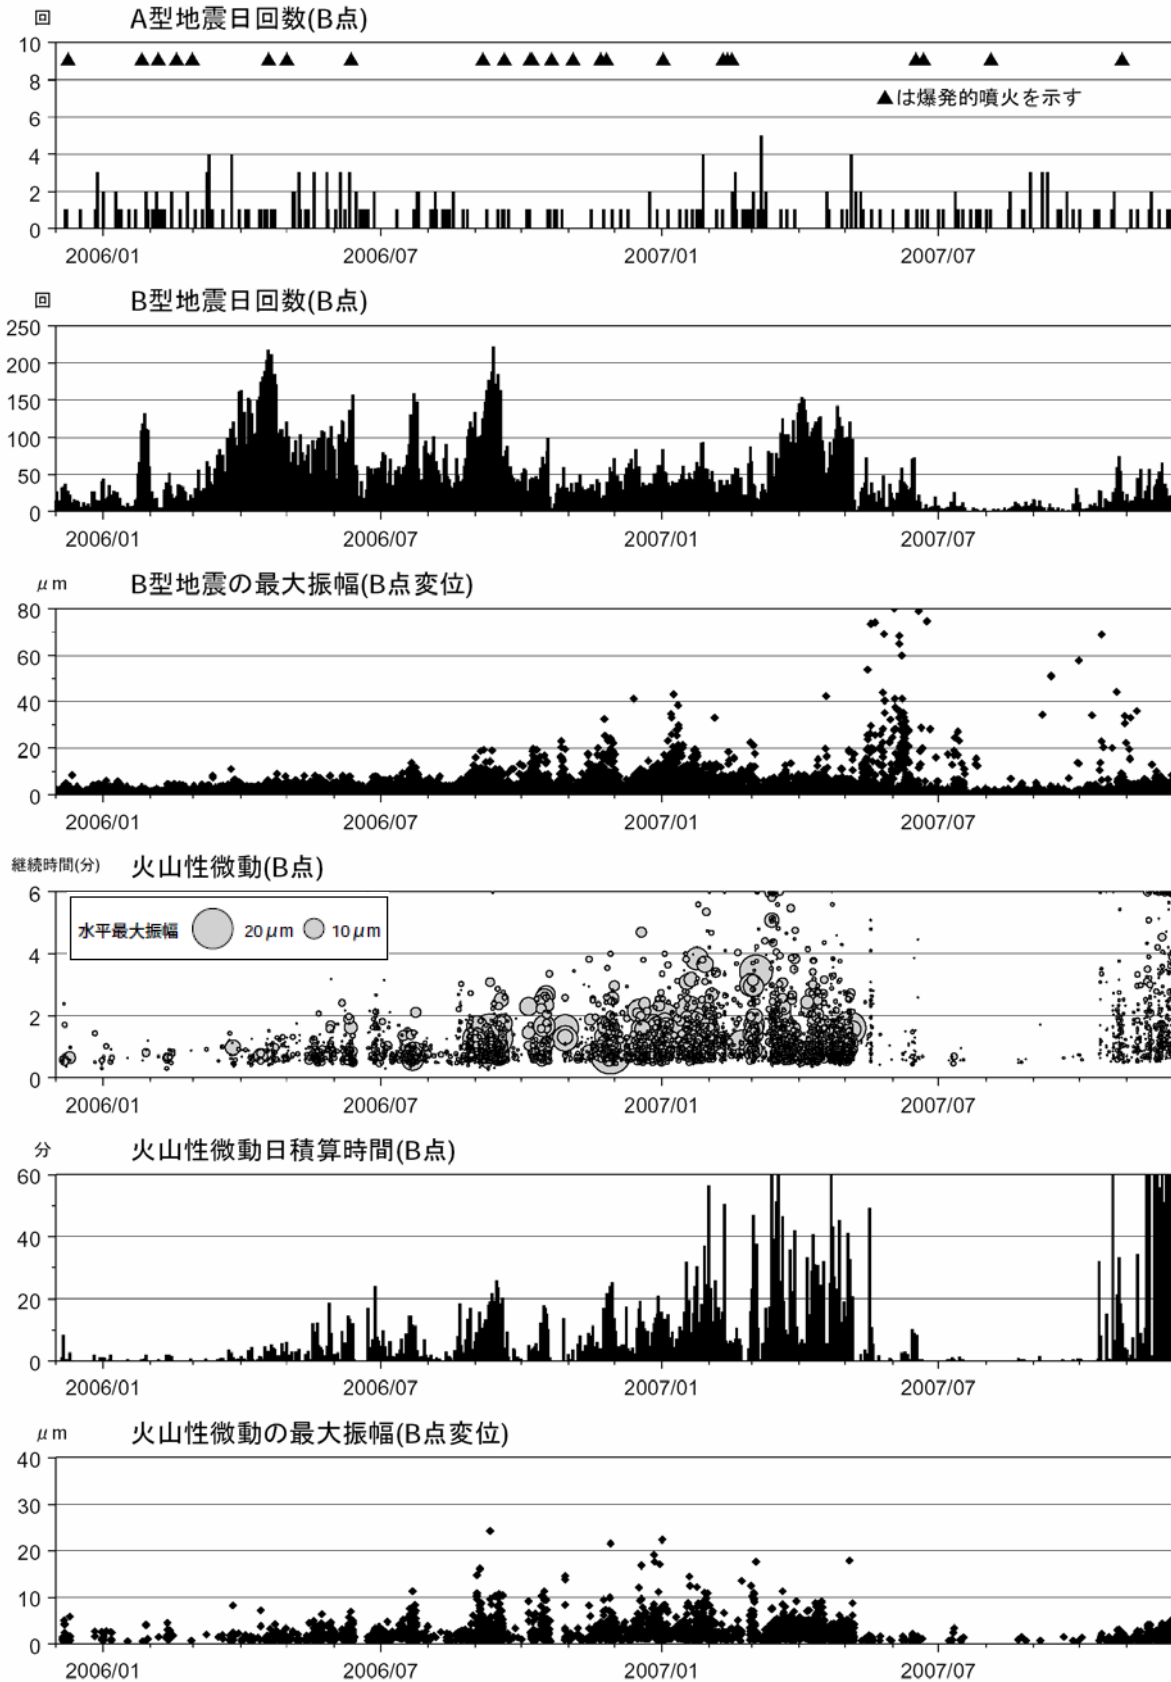 回 A型地震日回数(B点)
10
8
▲は爆発的噴火を示す
6
4
2
0
2006/01 2006/07 2007/01 2007/07
回 B型地震日回数(B点)
250
200
150
100
50
0
2006/01 2006/07 2007/01 2007/07
μm B型地震の最大振幅(B点変位)
80
60
40
20
0
2006/01 2006/07 2007/01 2007/07
継続時間(分) 火山性微動(B点)
6
水平最大振幅 20μm 10μm
4
2
0
2006/01 2006/07 2007/01 2007/07
分 火山性微動日積算時間(B点)
60
40
20
0
2006/01 2006/07 2007/01 2007/07
μm 火山性微動の最大振幅(B点変位)
40
30
20
10
0
2006/01 2006/07 2007/01 2007/07